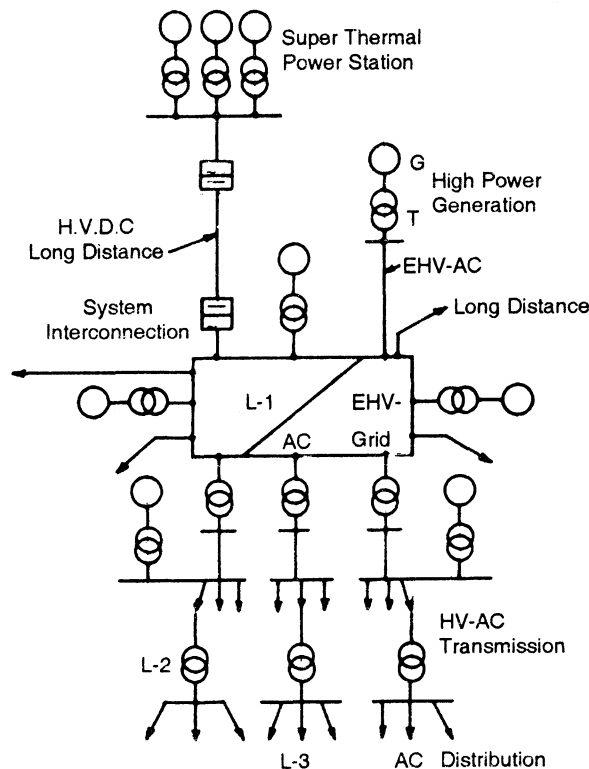 Super Thermal
Power Station
G
High Power
Generation
T
H.V.D.C
Long Distance
EHV-AC
System
Interconnection
Long Distance
L-1
EHV-
AC
Grid
HV-AC
Transmission
L-2
L-3
AC Distribution